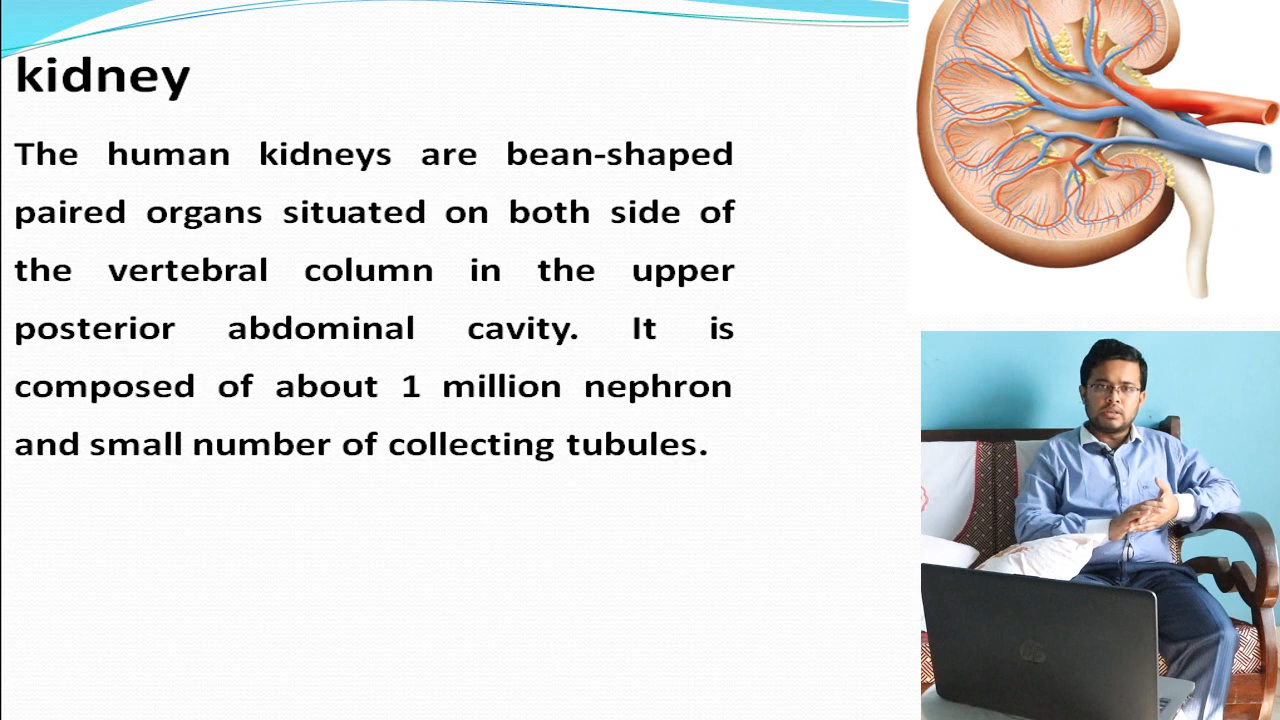 kidney
The human kidneys are bean-shaped
paired organs situated on both side of
the vertebral column in the upper
posterior abdominal cavity. It is
composed of about 1 million nephron
and small number of collecting tubules.